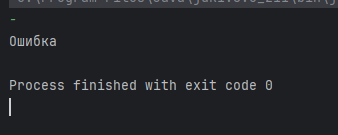 -
Ошибка
Process finished with exit code 0